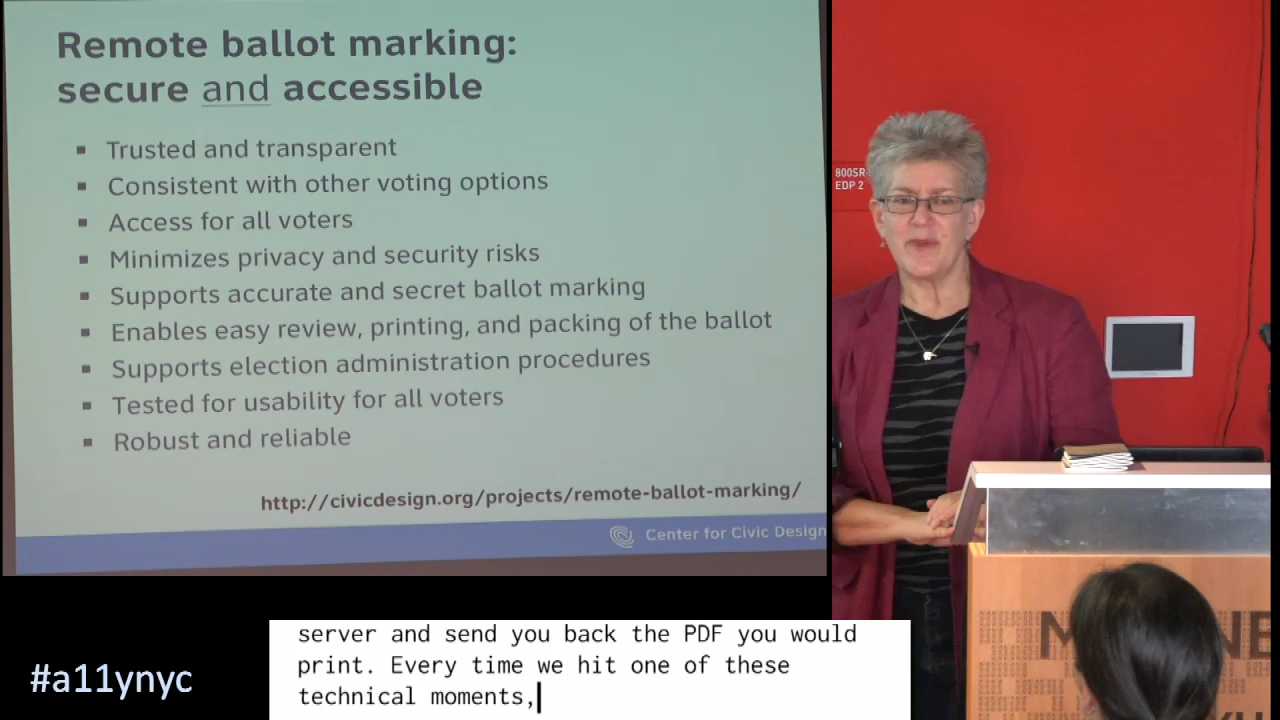 Remote ballot marking:
secure and accessible
Trusted and transparent
Consistent with other voting options
Access for all voters
Minimizes privacy and security risks
Supports accurate and secret ballot marking
Enables easy review, printing, and packing of the ballot
Supports election administration procedures
Tested for usability for all voters
Robust and reliable
http://civicdesign.org/projects/remote-ballot-marking/
Center for Civic Design
800SR
EDP 2
#a11ynyc
server and send you back the PDF you would
print. Every time we hit one of these
technical moments,